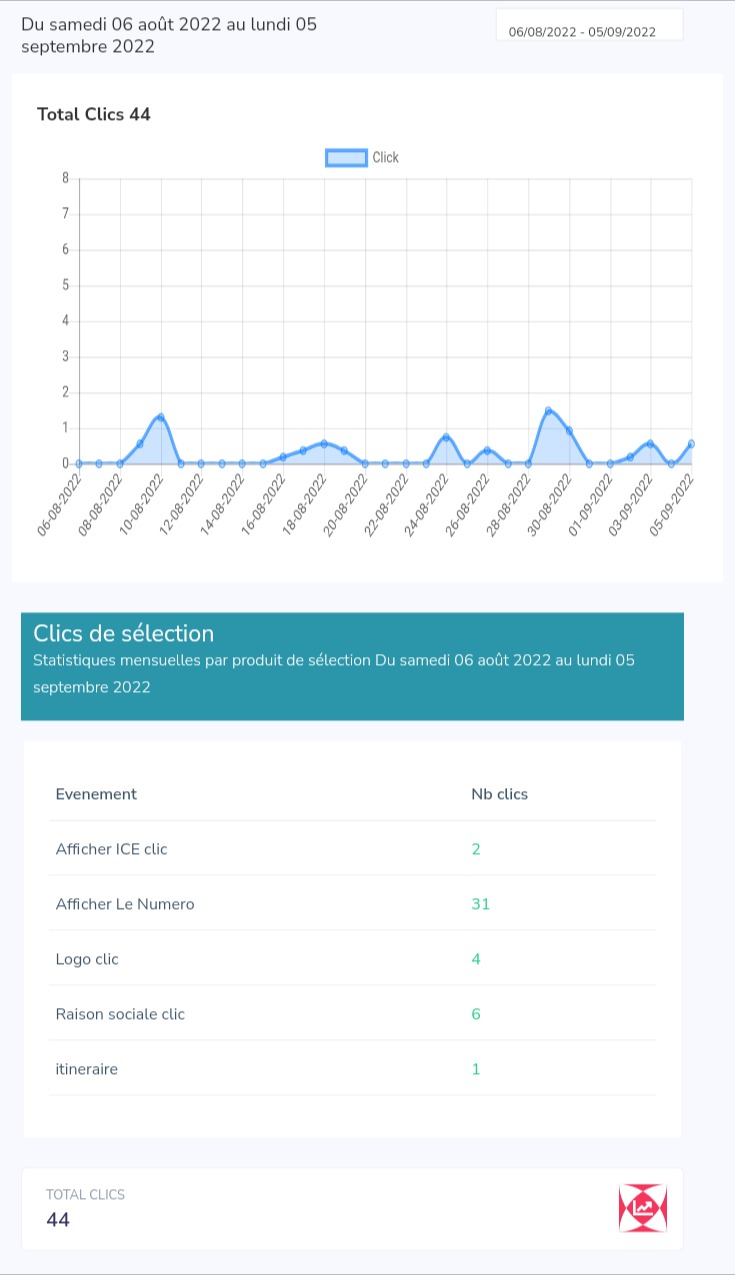 Du samedi 06 août 2022 au lundi 05
septembre 2022
06/08/2022 - 05/09/2022
Total Clics 44
Click
8
7
6
5
4
3
2
1
0
06-08-2022
08-08-2022
10-08-2022
12-08-2022
14-08-2022
16-08-2022
18-08-2022
20-08-2022
22-08-2022
24-08-2022
26-08-2022
28-08-2022
30-08-2022
01-09-2022
03-09-2022
05-09-2022
Clics de sélection
Statistiques mensuelles par produit de sélection Du samedi 06 août 2022 au lundi 05
septembre 2022
Evenement Nb clics
Afficher ICE clic 2
Afficher Le Numero 31
Logo clic 4
Raison sociale clic 6
itineraire 1
TOTAL CLICS
44